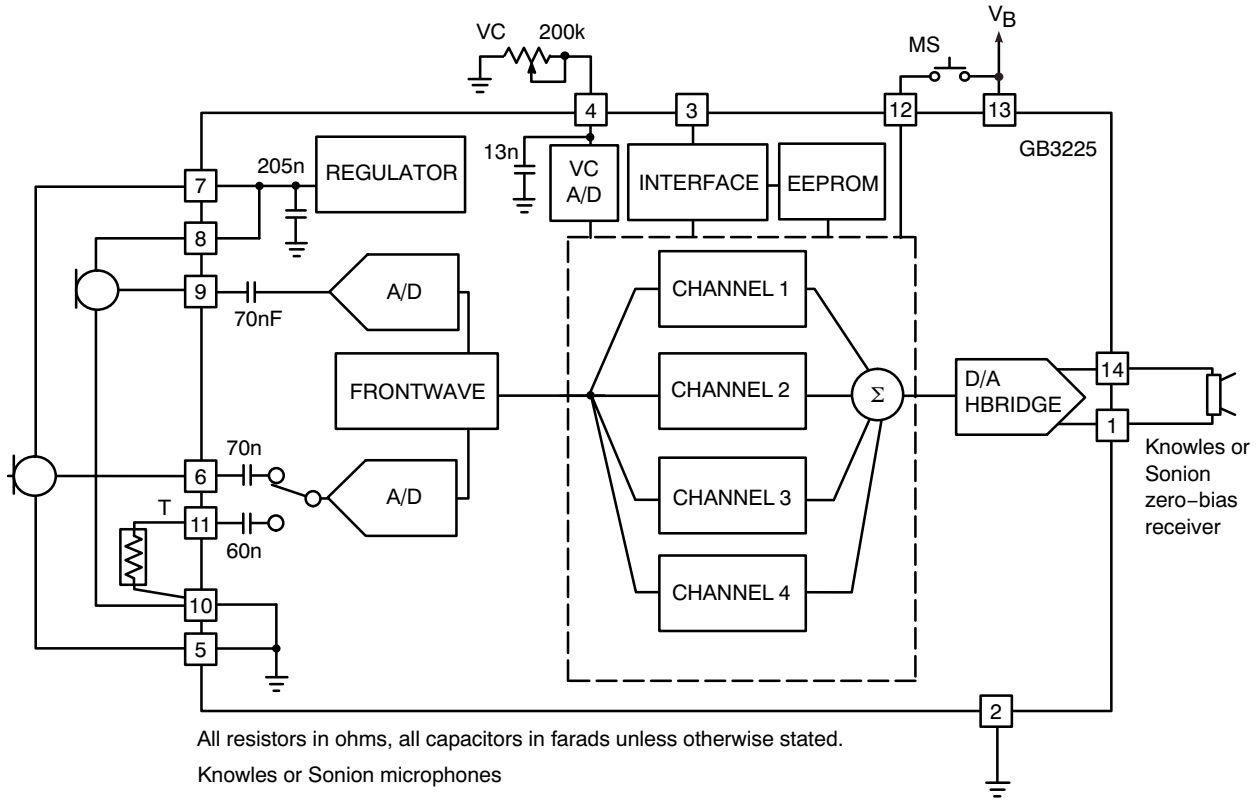 VC 200k
VB
MS
4
3
12
13
GB3225
205n
REGULATOR
13n
VC
A/D
INTERFACE
EEPROM
7
8
9
70nF
A/D
FRONTWAVE
CHANNEL 1
CHANNEL 2
CHANNEL 3
CHANNEL 4
Σ
D/A
HBRIDGE
14
1
Knowles or
Sonion
zero−bias
receiver
70n
6
A/D
T
11
60n
10
5
2
All resistors in ohms, all capacitors in farads unless otherwise stated.
Knowles or Sonion microphones